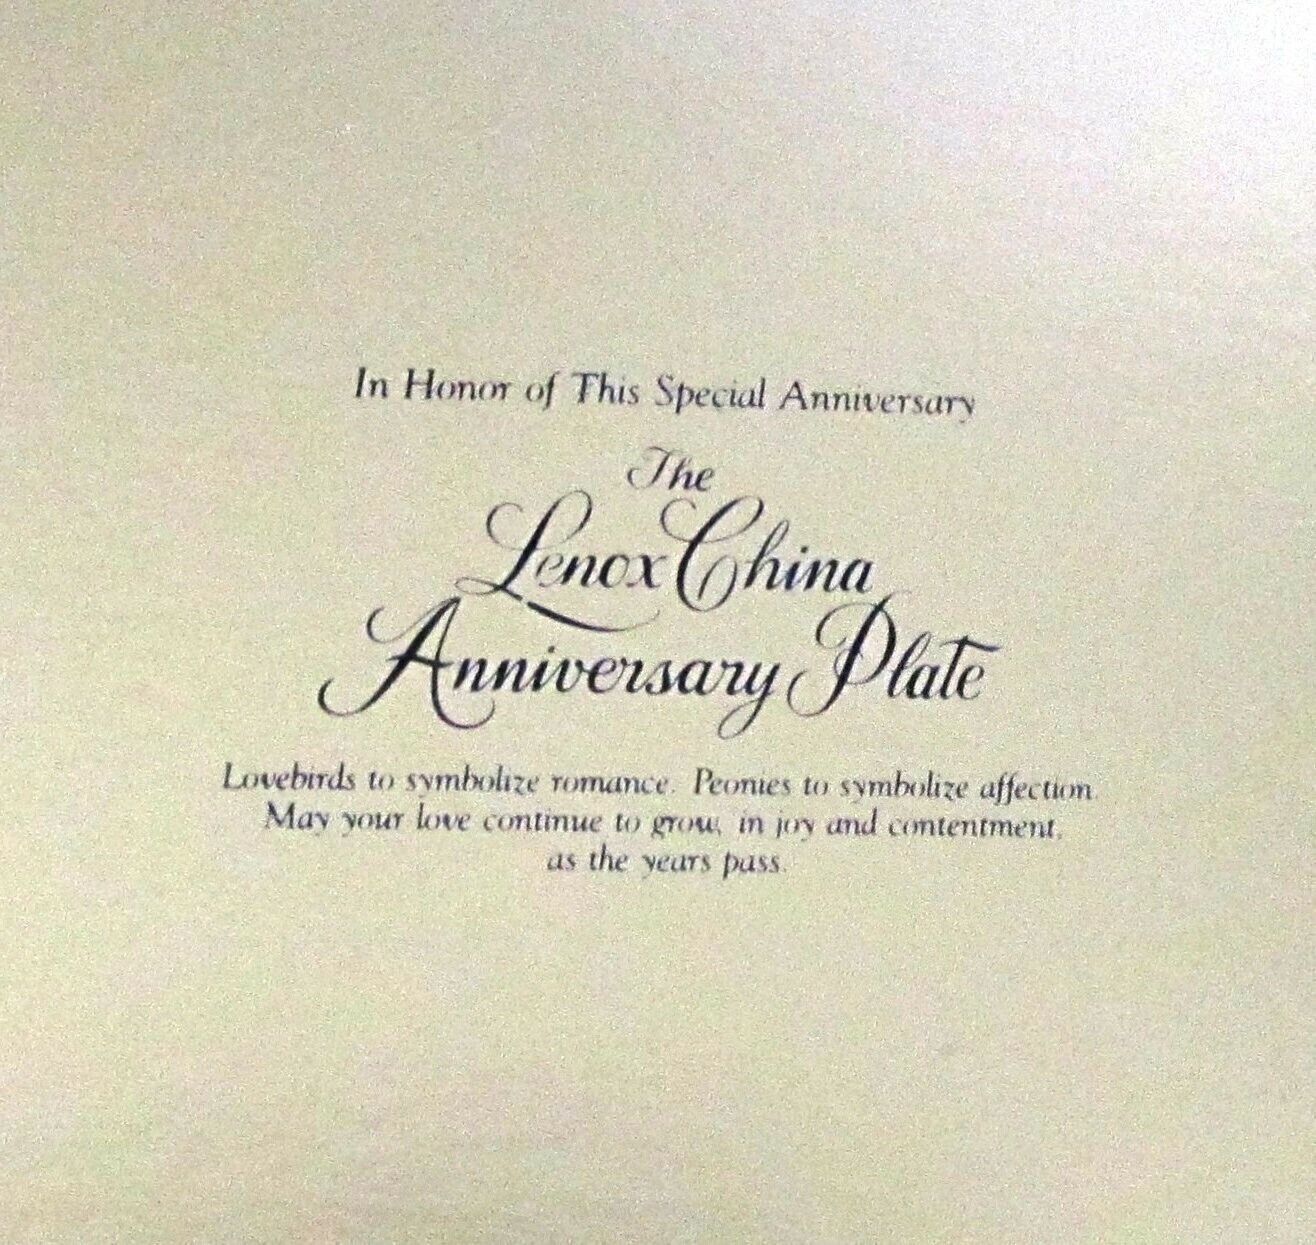 In Honor of This Special Anniversary
The
Lenox China
Anniversary Plate
Lovebirds to symbolize romance. Peonies to symbolize affection.
May your love continue to grow, in joy and contentment,
as the years pass.